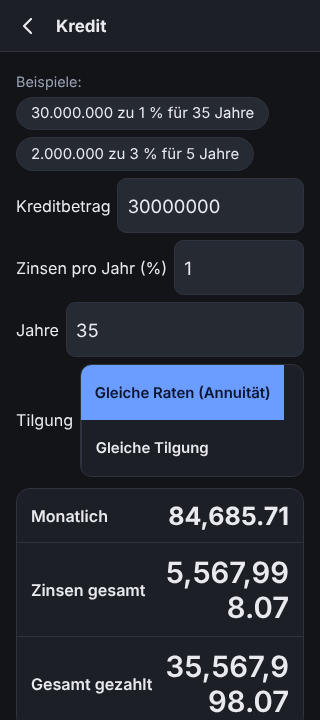 Kredit
Beispiele:
30.000.000 zu 1 % für 35 Jahre
2.000.000 zu 3 % für 5 Jahre
Kreditbetrag 30000000
Zinsen pro Jahr (%) 1
Jahre 35
Gleiche Raten (Annuität)
Tilgung
Gleiche Tilgung
Monatlich 84,685.71
Zinsen gesamt 5,567,99
8.07
Gesamt gezahlt 35,567,9
98.07